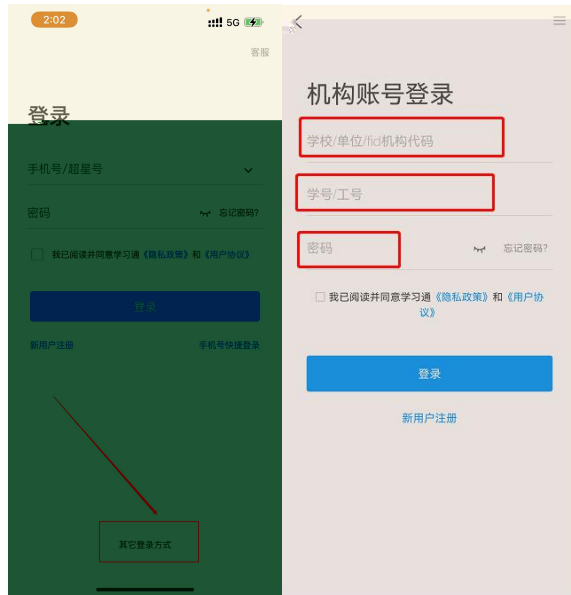 2:02
5G
客服
登录
手机号/超星号
密码
忘记密码?
我已阅读并同意学习通《隐私政策》和《用户协议》
登录
新用户注册
手机号快捷登录
其它登录方式
机构账号登录
学校/单位/fid机构代码
学号/工号
密码
忘记密码?
我已阅读并同意学习通《隐私政策》和《用户协
议》
登录
新用户注册